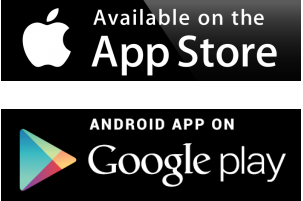 Available on the
App Store
ANDROID APP ON
Google play